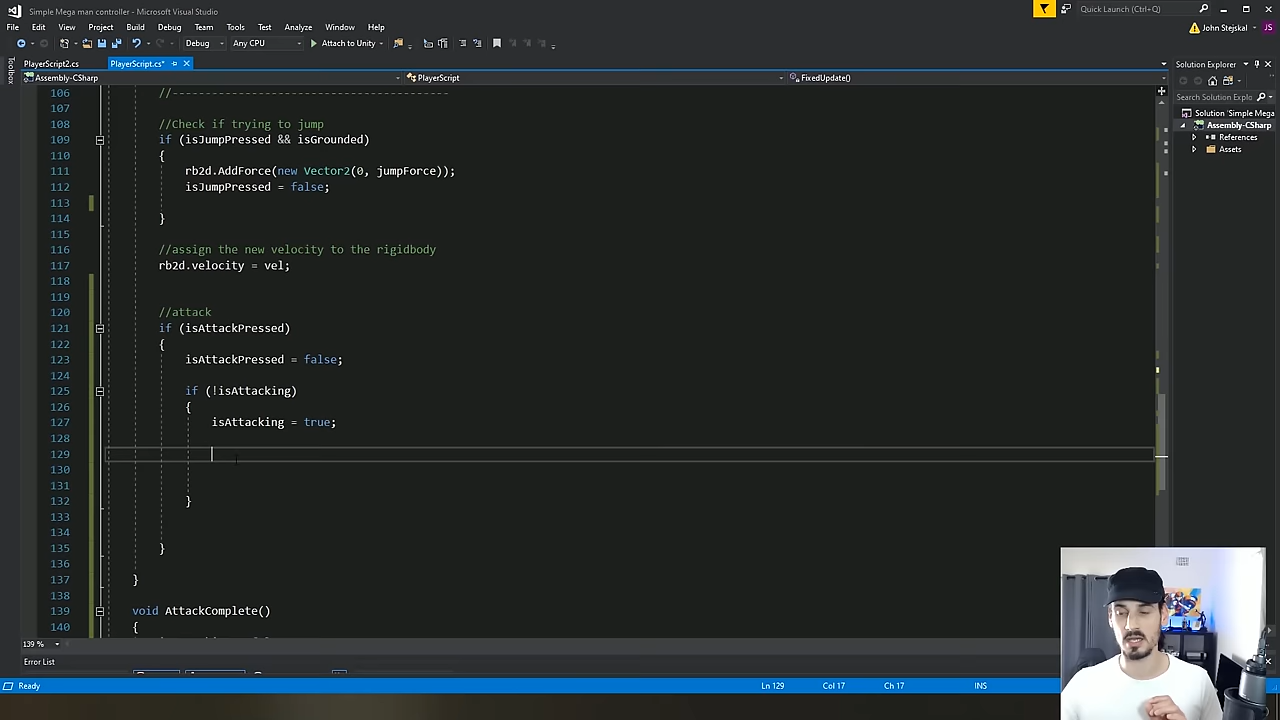 Simple Mega man controller - Microsoft Visual Studio
Quick Launch (Ctrl+Q)
File Edit View Project Build Debug Team Tools Test Analyze Window Help
John Stejskal JS
Debug Any CPU Attach to Unity
Toolbox
PlayerScript2.cs PlayerScript.cs*
Solution Explorer
Assembly-CSharp PlayerScript FixedUpdate()
Search Solution Explo
Solution 'Simple Mega
Assembly-CSharp
References
Assets
106 //------------------------------------------
107
108 //Check if trying to jump
109 if (isJumpPressed && isGrounded)
110 {
111 rb2d.AddForce(new Vector2(0, jumpForce));
112 isJumpPressed = false;
113
114 }
115
116 //assign the new velocity to the rigidbody
117 rb2d.velocity = vel;
118
119
120 //attack
121 if (isAttackPressed)
122 {
123 isAttackPressed = false;
124
125 if (!isAttacking)
126 {
127 isAttacking = true;
128
129
130
131
132 }
133
134
135 }
136
137 }
138
139 void AttackComplete()
140 {
139 %
Error List
Ready Ln 129 Col 17 Ch 17 INS